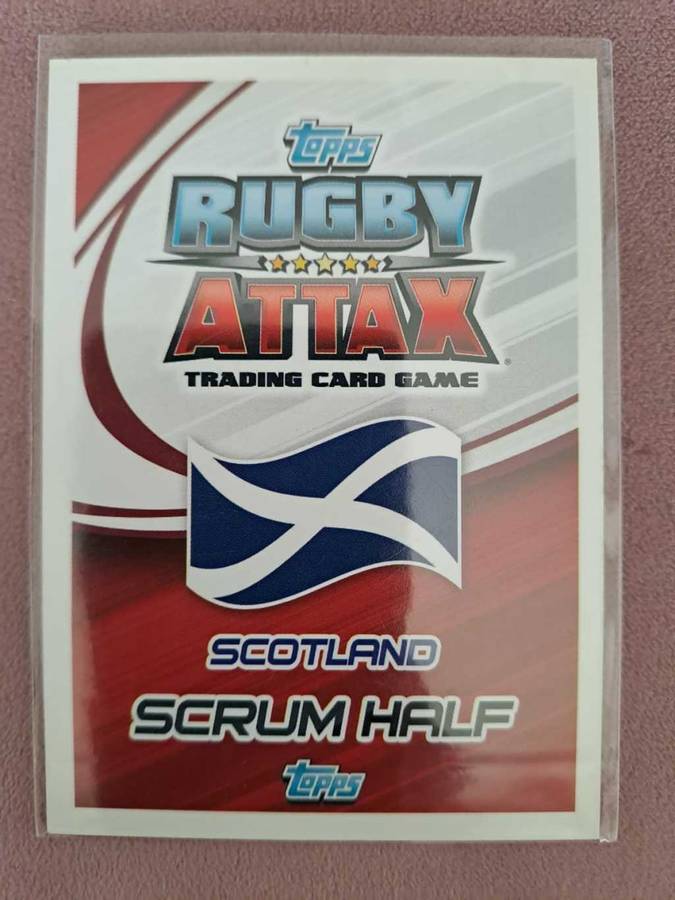 topps
RUGBY
ATTAX®
TRADING CARD GAME
SCOTLAND
SCRUM HALF
topps